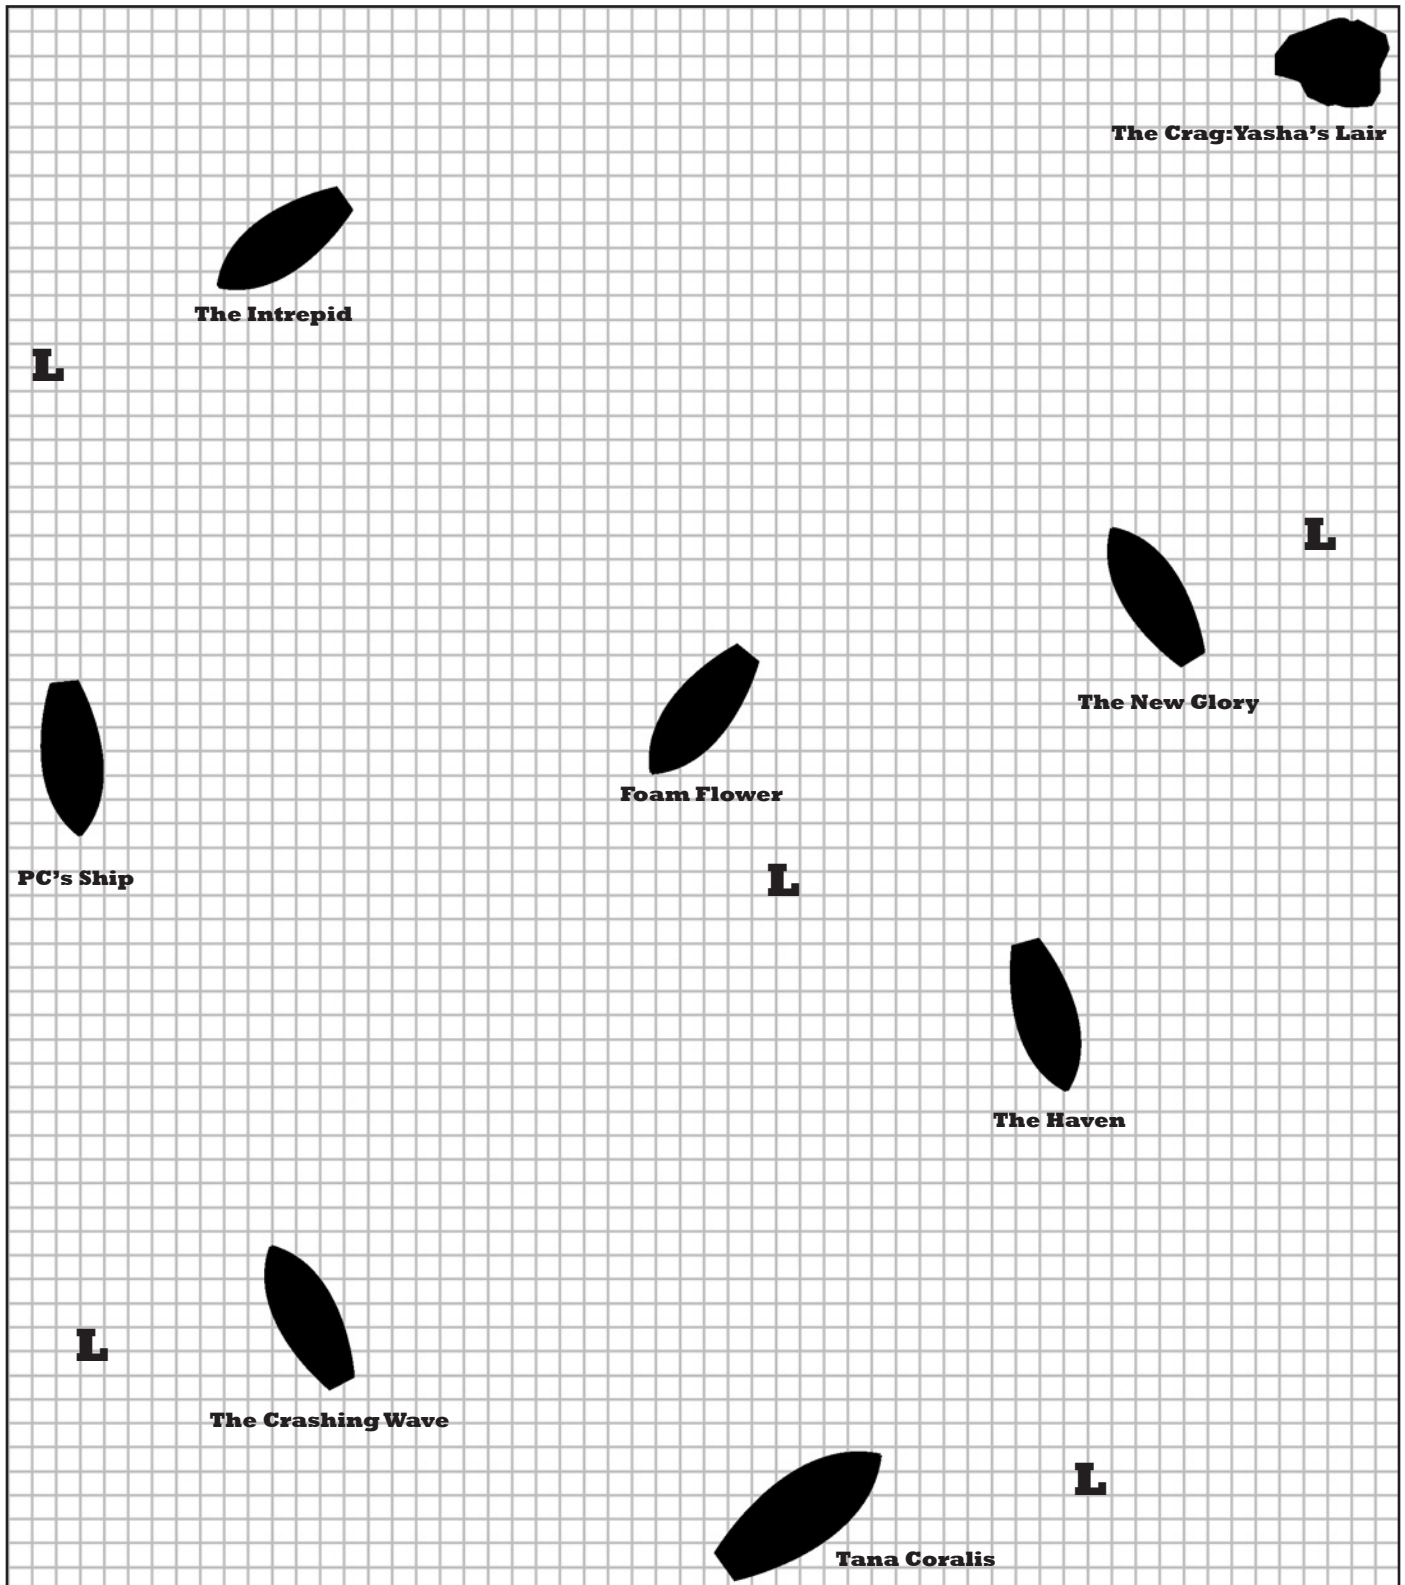 The Crag:Yasha's Lair
The Intrepid
L
L
The New Glory
Foam Flower
PC's Ship
L
The Haven
L
The Crashing Wave
L
Tana Coralis